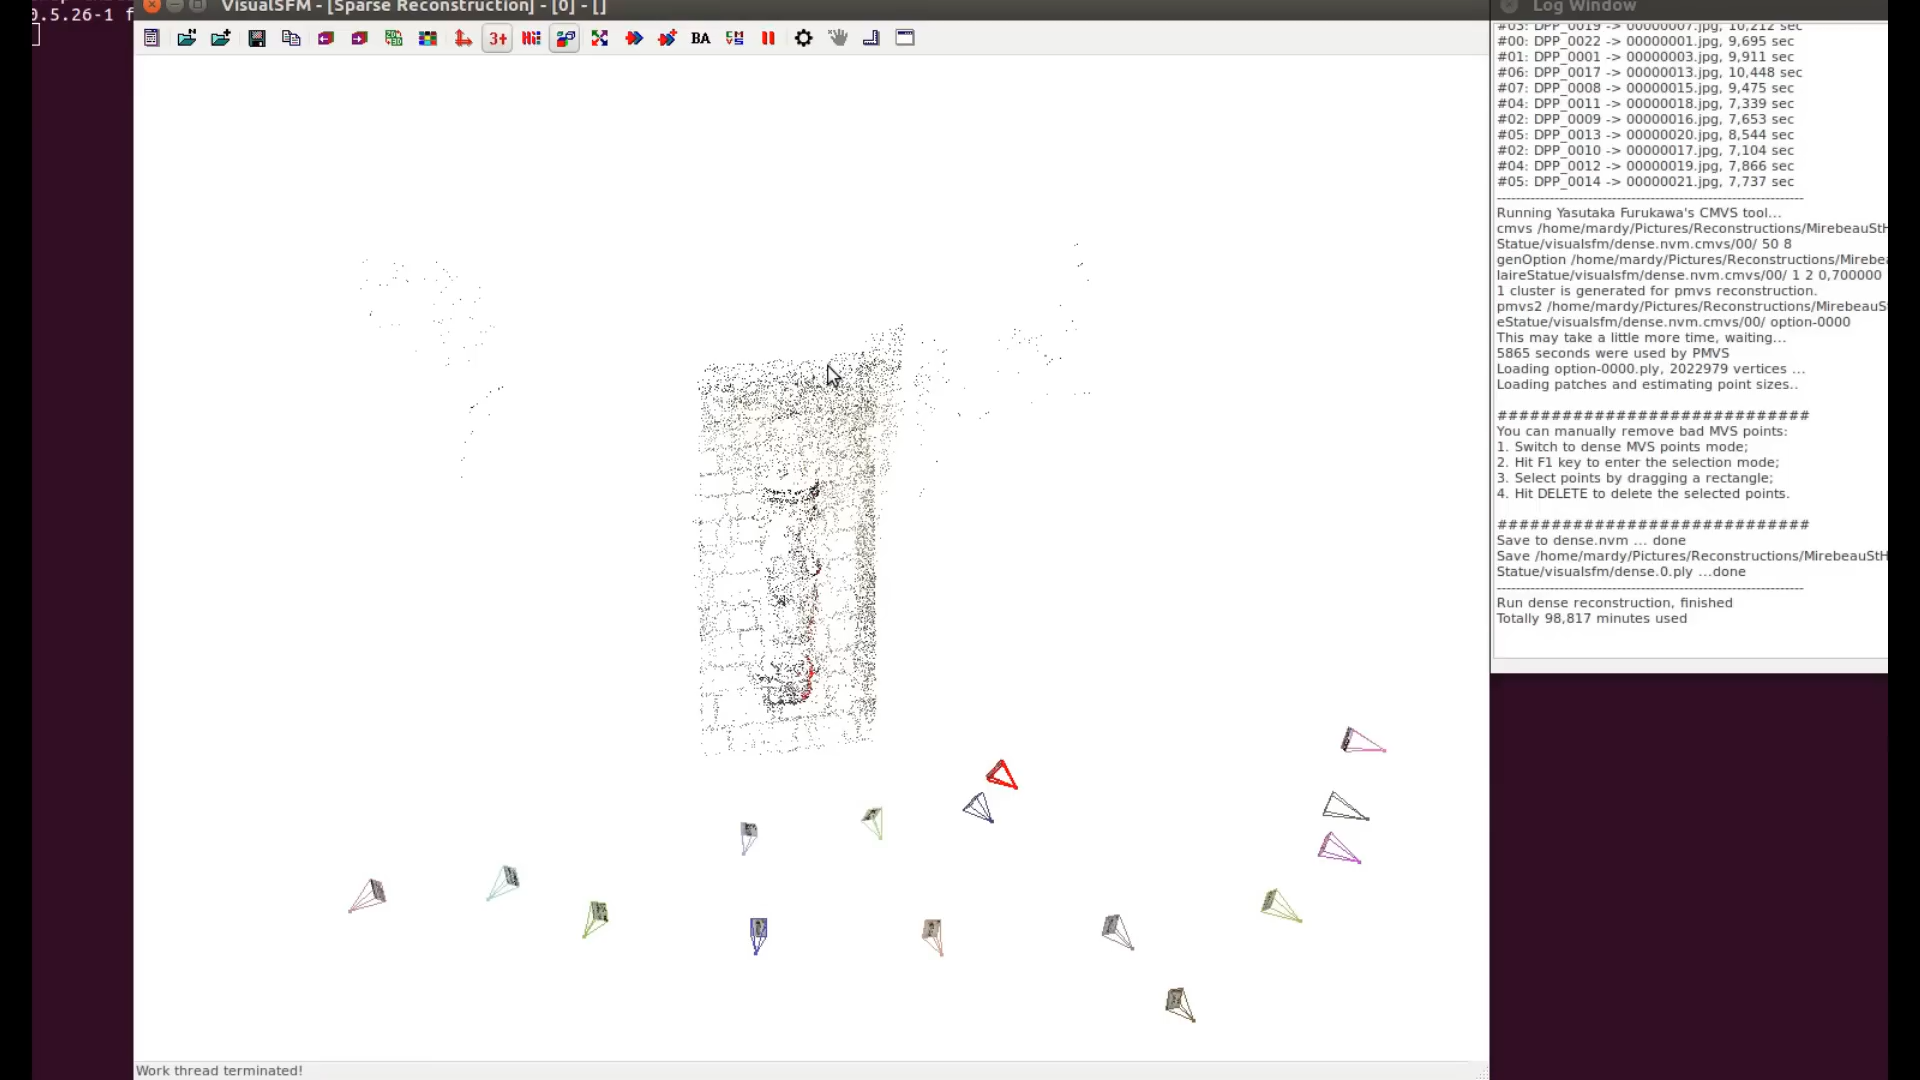 0.5.26-1 f
VisualSFM - [Sparse Reconstruction] - [0] - []
3+
BA
Log Window
#03: DPP_0019 -> 00000007.jpg, 10,212 sec
#00: DPP_0022 -> 00000001.jpg, 9,695 sec
#01: DPP_0001 -> 00000003.jpg, 9,911 sec
#06: DPP_0017 -> 00000013.jpg, 10,448 sec
#07: DPP_0008 -> 00000015.jpg, 9,475 sec
#04: DPP_0011 -> 00000018.jpg, 7,339 sec
#02: DPP_0009 -> 00000016.jpg, 7,653 sec
#05: DPP_0013 -> 00000020.jpg, 8,544 sec
#02: DPP_0010 -> 00000017.jpg, 7,104 sec
#04: DPP_0012 -> 00000019.jpg, 7,866 sec
#05: DPP_0014 -> 00000021.jpg, 7,737 sec
----------------------------------------------------------------
Running Yasutaka Furukawa's CMVS tool...
cmvs /home/mardy/Pictures/Reconstructions/MirebeauStH
Statue/visualsfm/dense.nvm.cmvs/00/ 50 8
genOption /home/mardy/Pictures/Reconstructions/Mirebea
laireStatue/visualsfm/dense.nvm.cmvs/00/ 1 2 0,700000
1 cluster is generated for pmvs reconstruction.
pmvs2 /home/mardy/Pictures/Reconstructions/MirebeauS
eStatue/visualsfm/dense.nvm.cmvs/00/ option-0000
This may take a little more time, waiting...
5865 seconds were used by PMVS
Loading option-0000.ply, 2022979 vertices ...
Loading patches and estimating point sizes..
#############################
You can manually remove bad MVS points:
1. Switch to dense MVS points mode;
2. Hit F1 key to enter the selection mode;
3. Select points by dragging a rectangle;
4. Hit DELETE to delete the selected points.
#############################
Save to dense.nvm ... done
Save /home/mardy/Pictures/Reconstructions/MirebeauStH
Statue/visualsfm/dense.0.ply ...done
----------------------------------------------------------------
Run dense reconstruction, finished
Totally 98,817 minutes used
Work thread terminated!